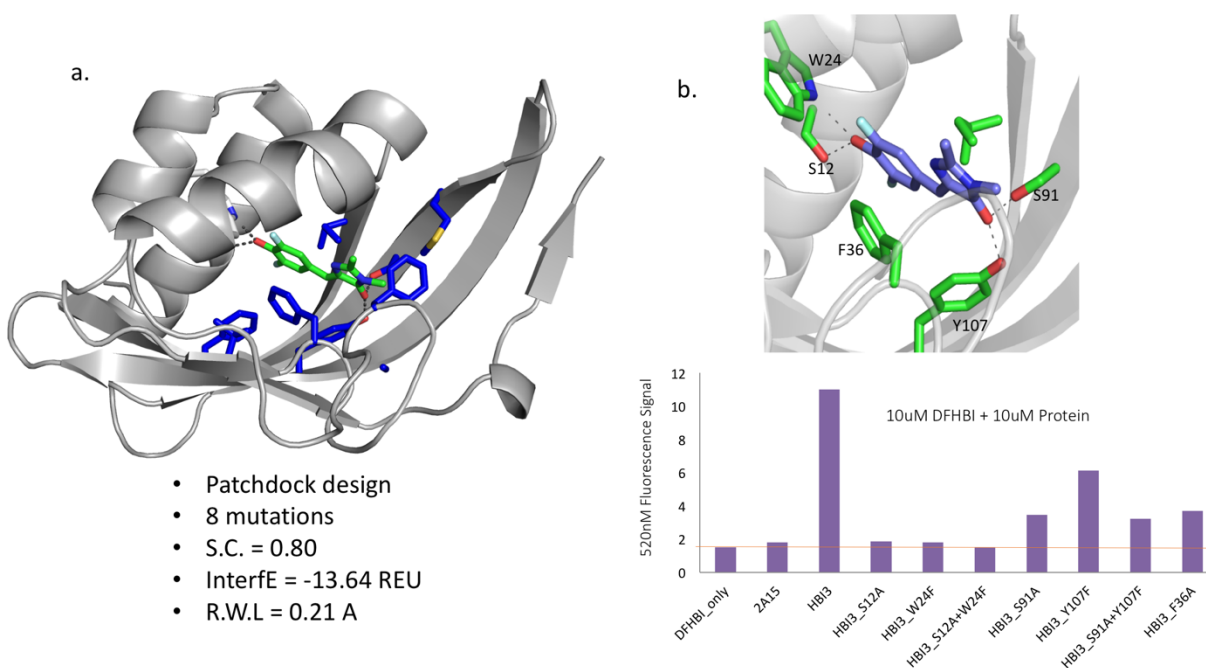 a.
• Patchdock design
• 8 mutations
• S.C. = 0.80
• InterfE = -13.64 REU
• R.W.L = 0.21 A
b.
W24
S12
S91
F36
Y107
10uM DFHBI + 10uM Protein
520nM Fluorescence Signal
12
10
8
6
4
2
0
DFHBI_only
2A15
HBI3
HBI3_S12A
HBI3_W24F
HBI3_S12A+W24F
HBI3_S91A
HBI3_Y107F
HBI3_S91A+Y107F
HBI3_F36A